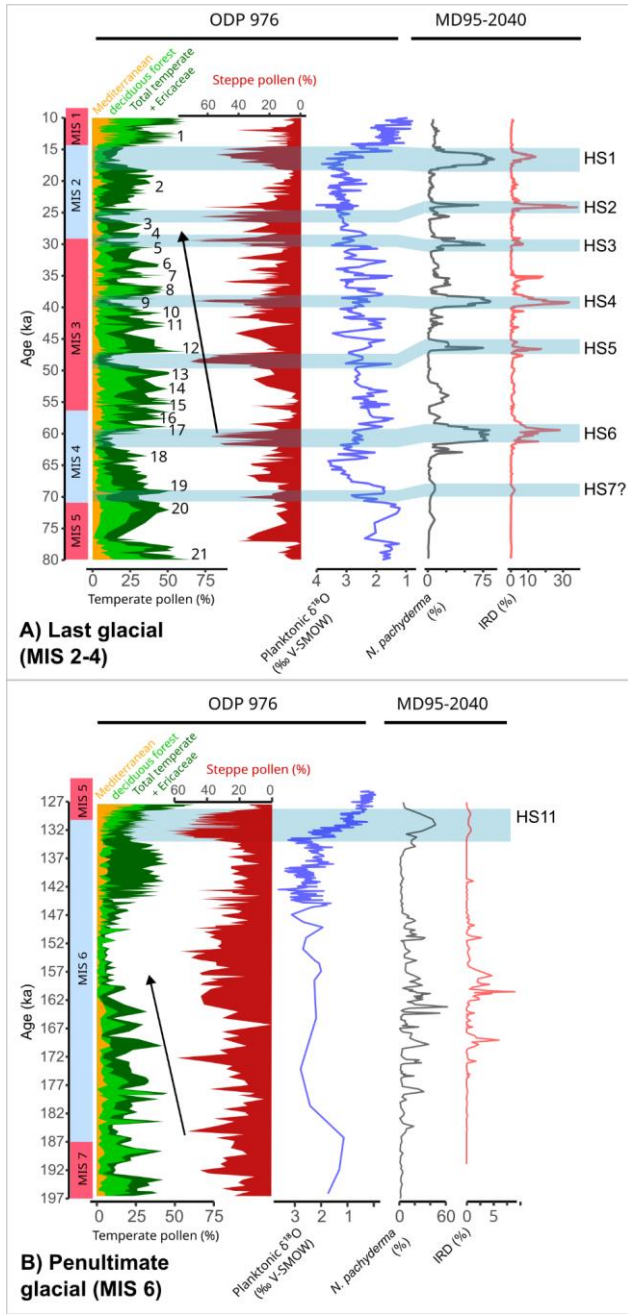 ODP 976
MD95-2040
Mediterranean
deciduous forest
Total temperate
+ Ericaceae
Steppe pollen (%)
60 40 20 0
MIS 1
MIS 2
MIS 3
MIS 4
MIS 5
Age (ka)
10
15
20
25
30
35
40
45
50
55
60
65
70
75
80
1
2
3
4
5
6
7
8
9
10
11
12
13
14
15
16
17
18
19
20
21
HS1
HS2
HS3
HS4
HS5
HS6
HS7?
0 25 50 75
Temperate pollen (%)
4 3 2 1
Planktonic δ¹⁸O
(‰ V-SMOW)
0 75
N. pachyderma
(%)
0 10 30
IRD (%)
A) Last glacial
(MIS 2-4)
ODP 976
MD95-2040
Mediterranean
deciduous forest
Total temperate
+ Ericaceae
Steppe pollen (%)
60 40 20 0
MIS 5
MIS 6
MIS 7
Age (ka)
127
132
137
142
147
152
157
162
167
172
177
182
187
192
197
HS11
0 25 50 75
Temperate pollen (%)
3 2 1
Planktonic δ¹⁸O
(‰ V-SMOW)
0 60
N. pachyderma
(%)
0 5
IRD (%)
B) Penultimate
glacial (MIS 6)